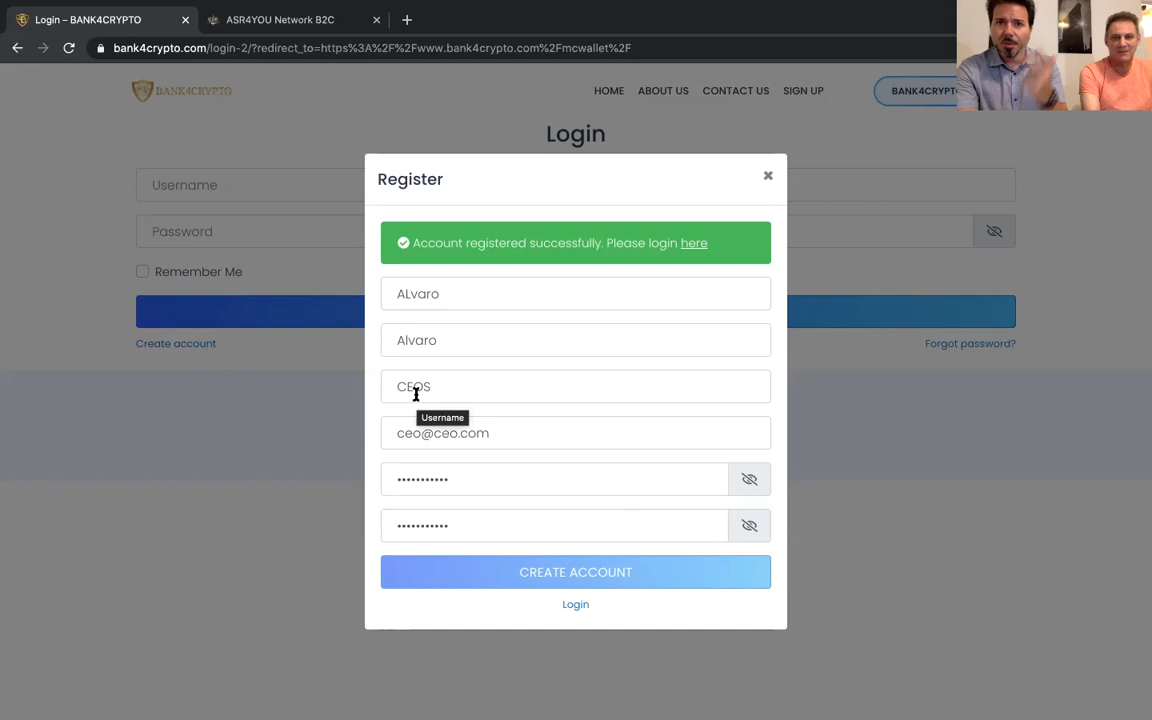 Login – BANK4CRYPTO
ASR4YOU Network B2C
bank4crypto.com/login-2/?redirect_to=https%3A%2F%2Fwww.bank4crypto.com%2Fmcwallet%2F
BANK4CRYPTO
HOME
ABOUT US
CONTACT US
SIGN UP
BANK4CRYPT
Login
Username
Password
Remember Me
Create account
Forgot password?
Register
Account registered successfully. Please login here
ALvaro
Alvaro
CEOS
Username
ceo@ceo.com
•••••••••••
•••••••••••
CREATE ACCOUNT
Login